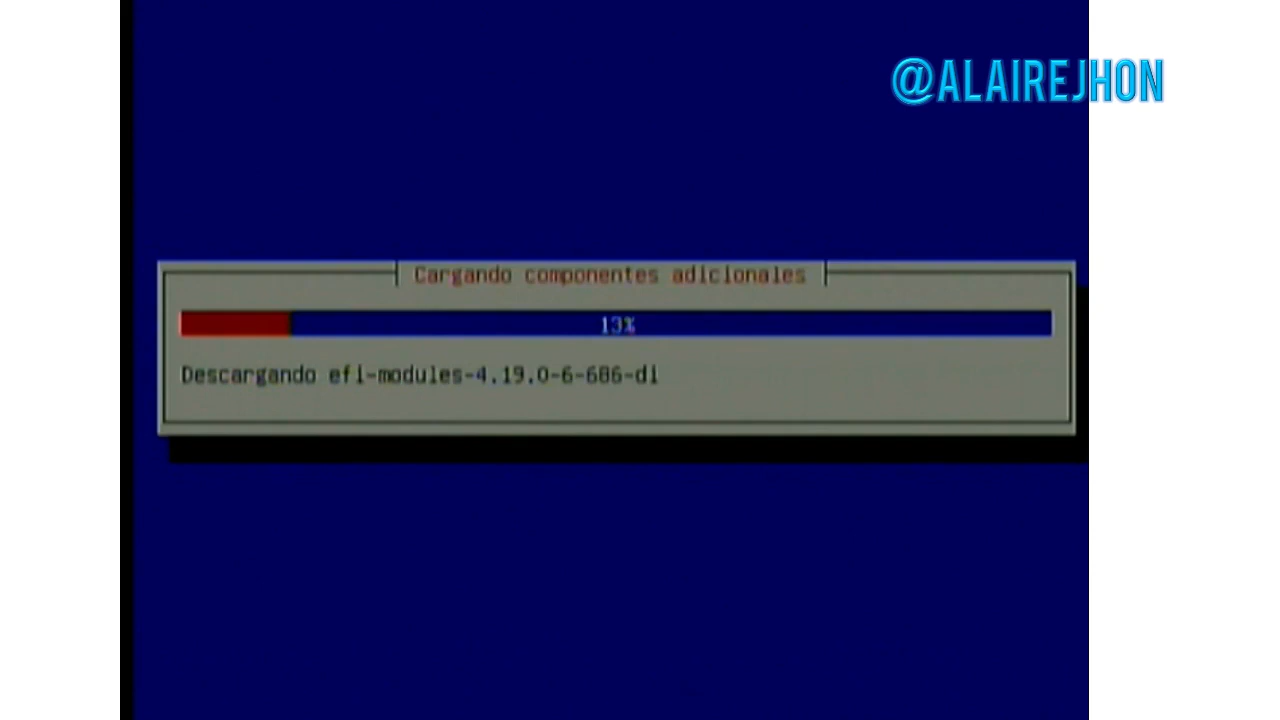 @ALAIREJHON
Cargando componentes adicionales
13%
Descargando efi-modules-4.19.0-6-686-di